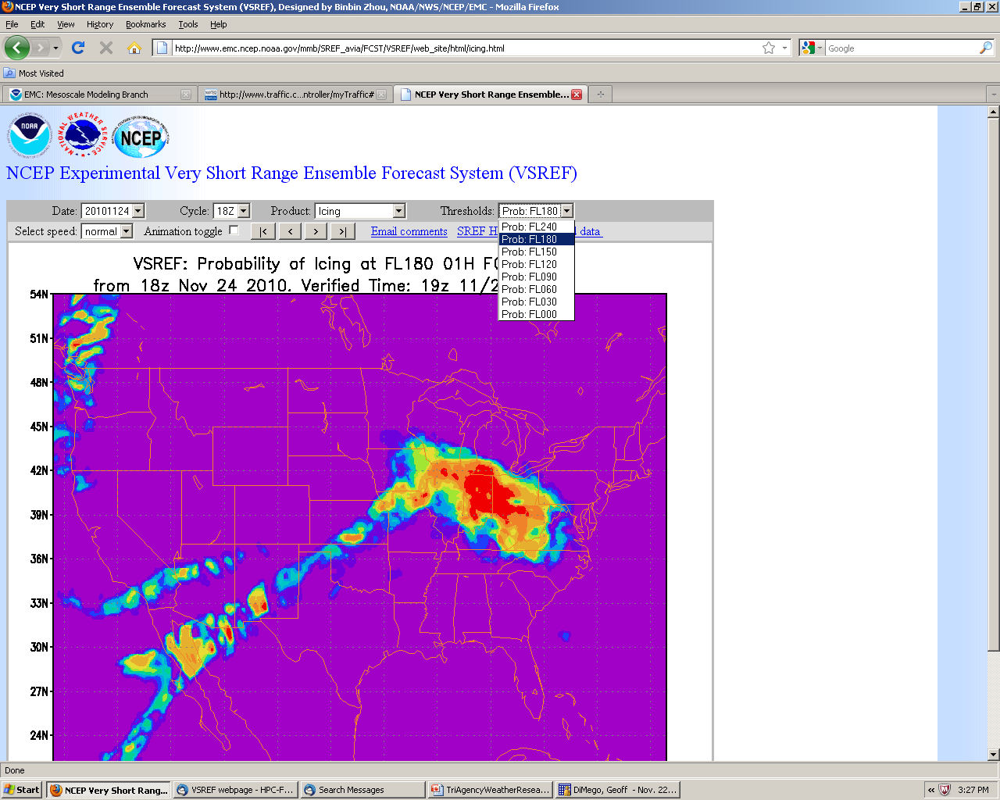 NCEP Very Short Range Ensemble Forecast System (VSREF), Designed by Binbin Zhou, NOAA/NWS/NCEP/EMC - Mozilla Firefox
File Edit View History Bookmarks Tools Help
http://www.emc.ncep.noaa.gov/mmb/SREF_avia/FCST/VSREF/web_site/html/icing.html
Google
Most Visited
EMC: Mesoscale Modeling Branch
http://www.traffic.c...ntroller/myTraffic#
NCEP Very Short Range Ensemble...
NOAA
NATIONAL WEATHER SERVICE
NCEP
NCEP Experimental Very Short Range Ensemble Forecast System (VSREF)
Date: 20101124 Cycle: 18Z Product: Icing Thresholds: Prob: FL180
Select speed: normal Animation toggle |< < > >| Email comments SREF H d data
Prob: FL240
Prob: FL180
Prob: FL150
Prob: FL120
Prob: FL090
Prob: FL060
Prob: FL030
Prob: FL000
VSREF: Probability of Icing at FL180 01H F
from 18z Nov 24 2010. Verified Time: 19z 11/2
54N
51N
48N
45N
42N
39N
36N
33N
30N
27N
24N
Done
Start
NCEP Very Short Rang...
VSREF webpage - HPC-F...
Search Messages
TriAgencyWeatherResea...
DiMego, Geoff - Nov. 22...
« 3:27 PM